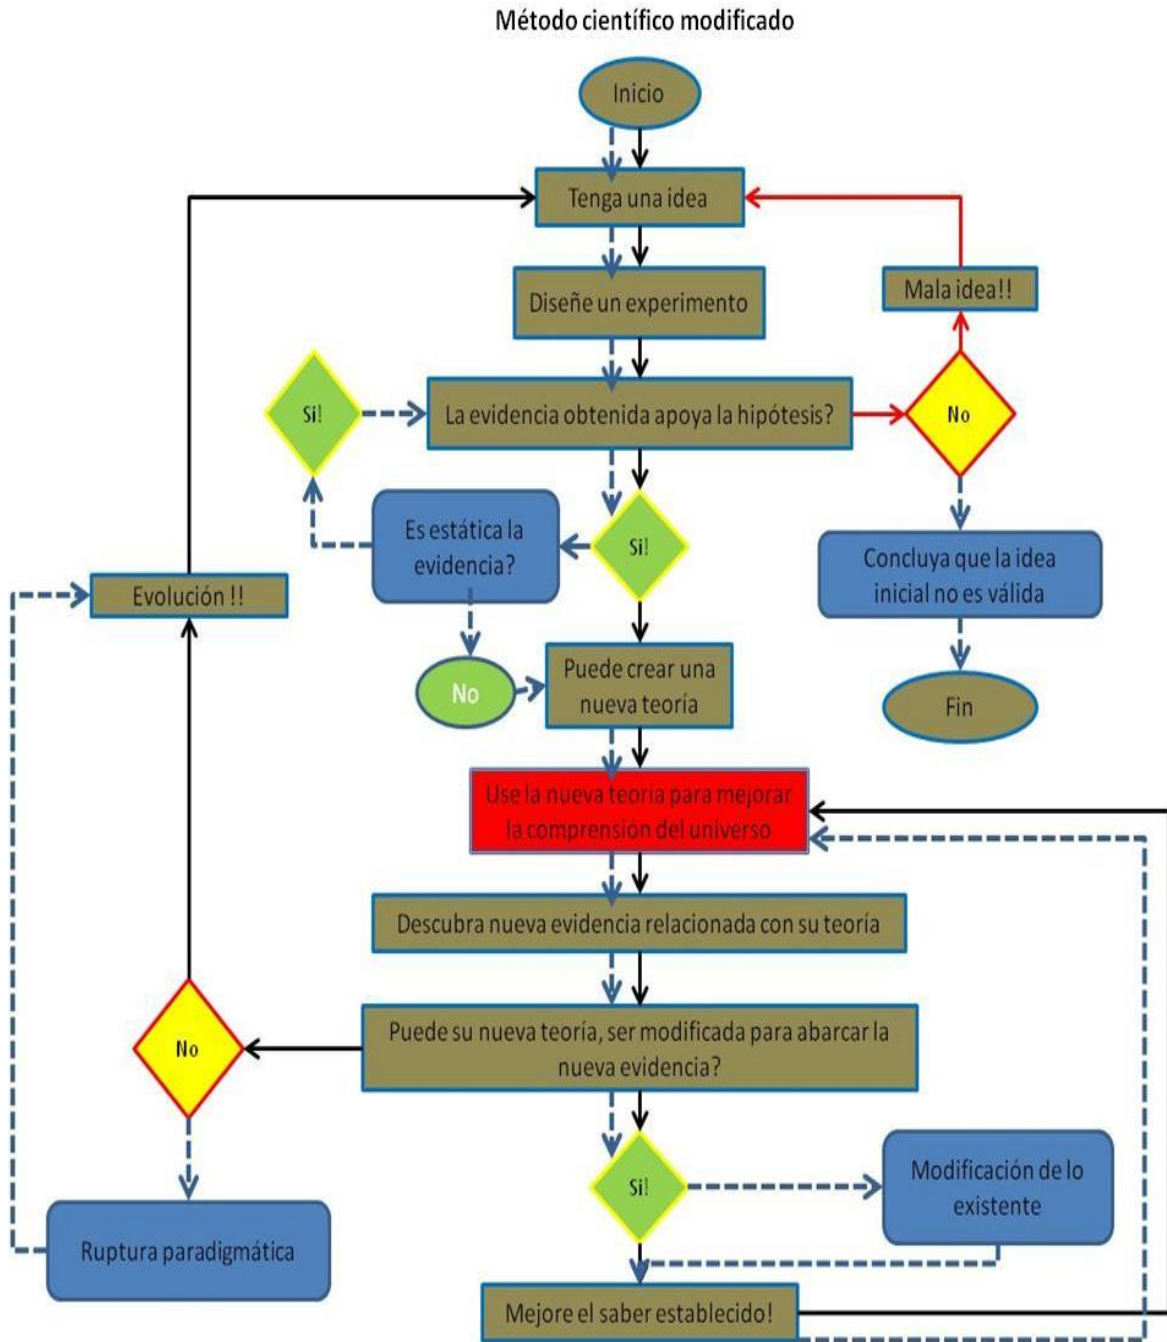 Método científico modificado
Inicio
Tenga una idea
Diseñe un experimento
Mala idea!!
Si!
La evidencia obtenida apoya la hipótesis?
No
Es estática la
evidencia?
Si!
Concluya que la idea
inicial no es válida
Evolución !!
No
Puede crear una
nueva teoría
Fin
Use la nueva teoría para mejorar
la comprensión del universo
Descubra nueva evidencia relacionada con su teoría
Puede su nueva teoría, ser modificada para abarcar la
nueva evidencia?
No
Si!
Modificación de lo
existente
Ruptura paradigmática
Mejore el saber establecido!